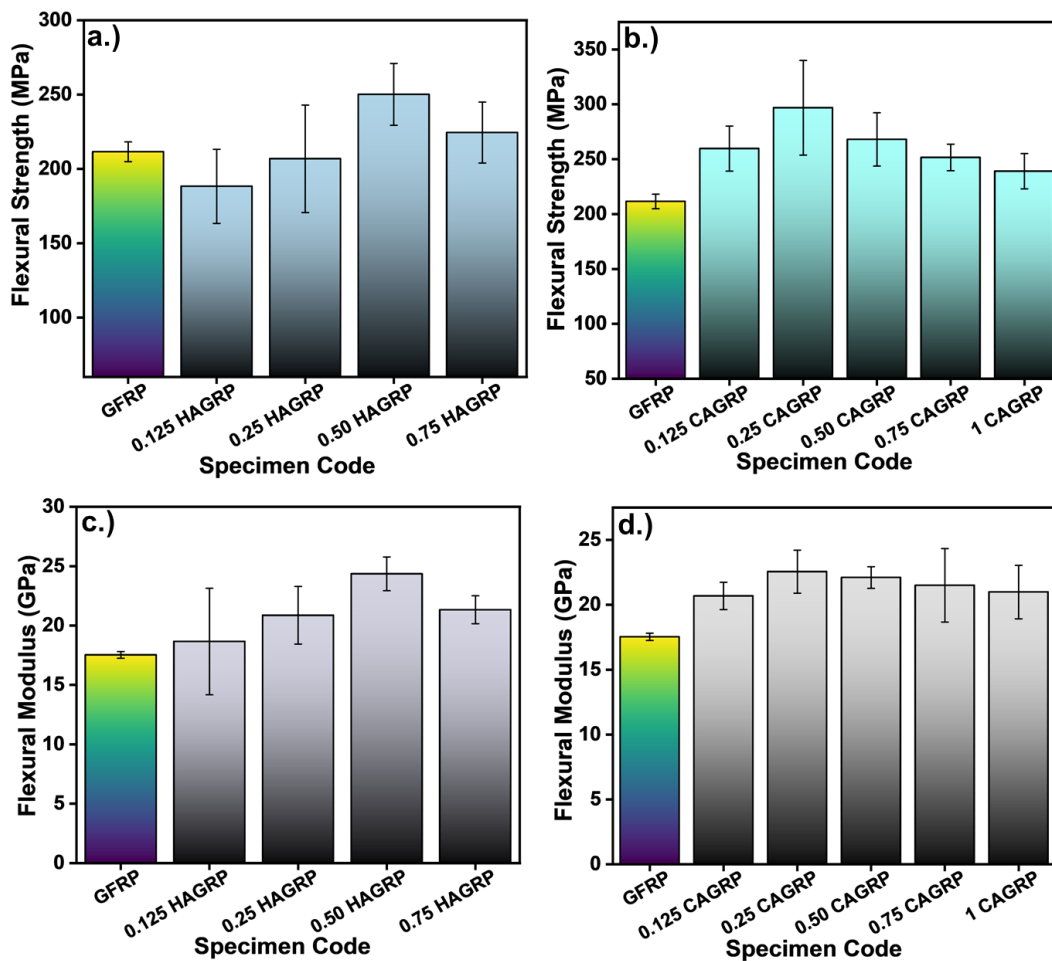 a.)
Flexural Strength (MPa)
300
250
200
150
100
GFRP
0.125 HAGRP
0.25 HAGRP
0.50 HAGRP
0.75 HAGRP
Specimen Code
b.)
Flexural Strength (MPa)
350
300
250
200
150
100
50
GFRP
0.125 CAGRP
0.25 CAGRP
0.50 CAGRP
0.75 CAGRP
1 CAGRP
Specimen Code
c.)
Flexural Modulus (GPa)
30
25
20
15
10
5
0
GFRP
0.125 HAGRP
0.25 HAGRP
0.50 HAGRP
0.75 HAGRP
Specimen Code
d.)
Flexural Modulus (GPa)
25
20
15
10
5
0
GFRP
0.125 CAGRP
0.25 CAGRP
0.50 CAGRP
0.75 CAGRP
1 CAGRP
Specimen Code